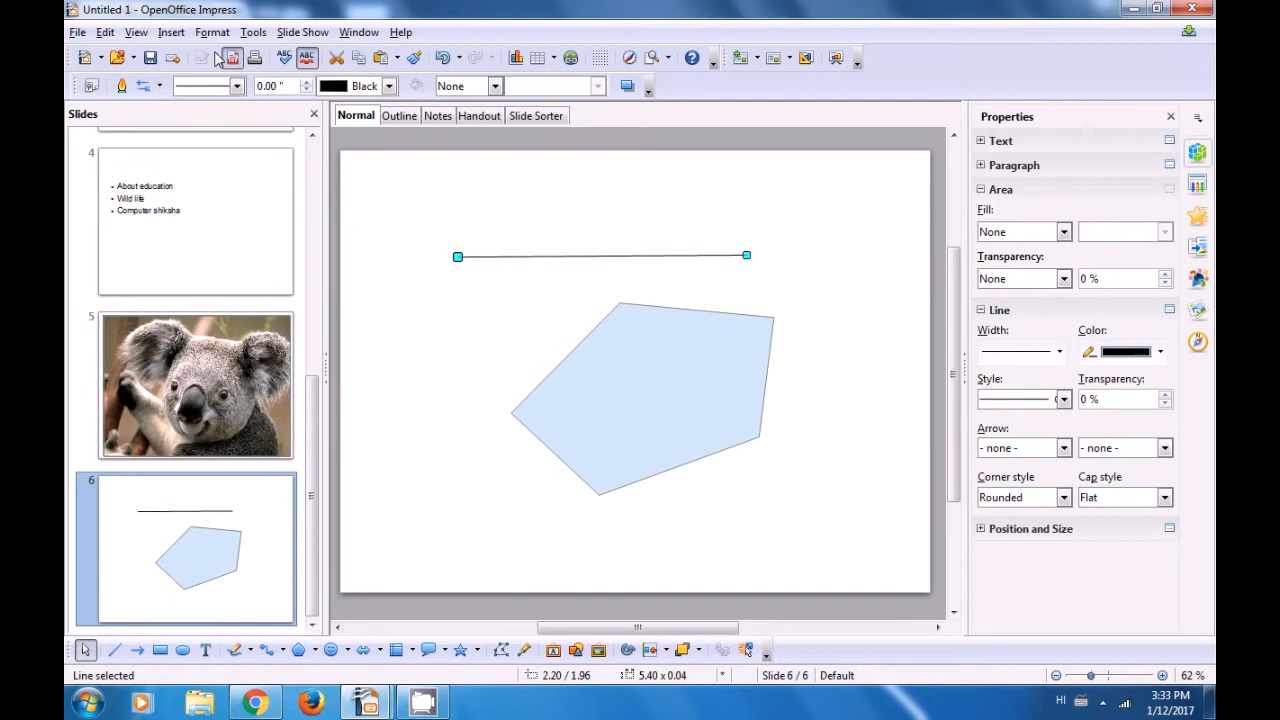 Untitled 1 - OpenOffice Impress
File Edit View Insert Format Tools Slide Show Window Help
ABC ABC
0.00 " Black None
Slides
Normal Outline Notes Handout Slide Sorter
4
• About education
• Wild life
• Computer shiksha
5
6
Properties
Text
Paragraph
Area
Fill:
None
Transparency:
None 0 %
Line
Width: Color:
Style: Transparency:
0 %
Arrow:
- none - - none -
Corner style Cap style
Rounded Flat
Position and Size
T
Line selected 2.20 / 1.96 5.40 x 0.04 * Slide 6 / 6 Default 62 %
HI 3:33 PM
1/12/2017